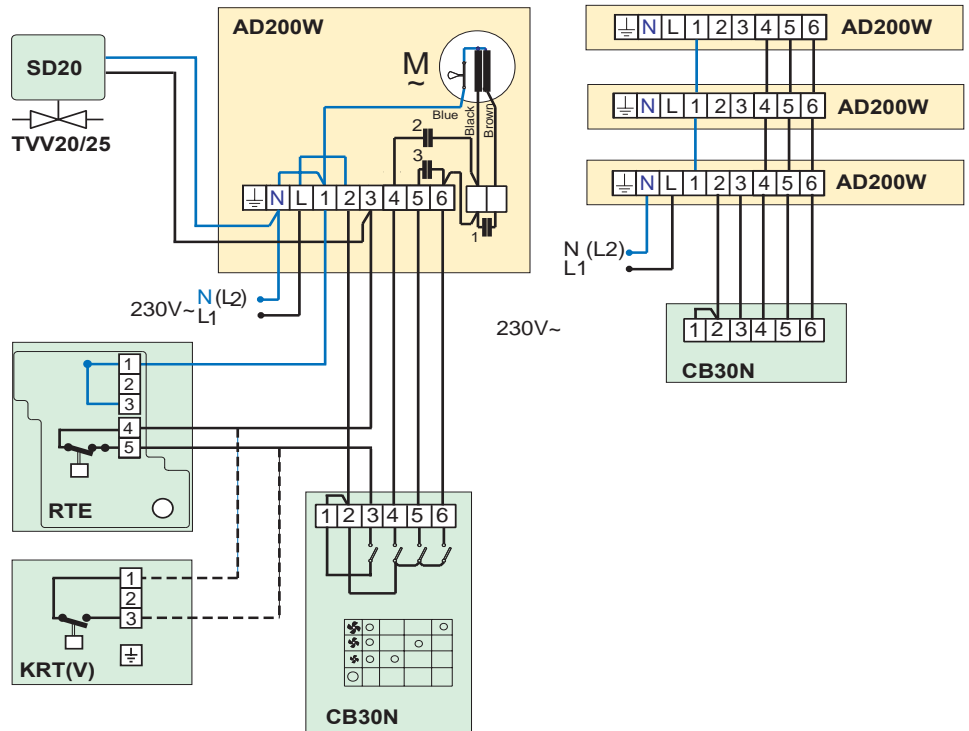 AD200W
SD20
TVV20/25
M
~
Blue
Black
Brown
2
3
1
N L 1 2 3 4 5 6
230V~
N (L2)
L1
RTE
1
2
3
4
5
KRT(V)
1
2
3
1 2 3 4 5 6
CB30N
N L 1 2 3 4 5 6 AD200W
N L 1 2 3 4 5 6 AD200W
N L 1 2 3 4 5 6 AD200W
N (L2)
L1
230V~
1 2 3 4 5 6
CB30N